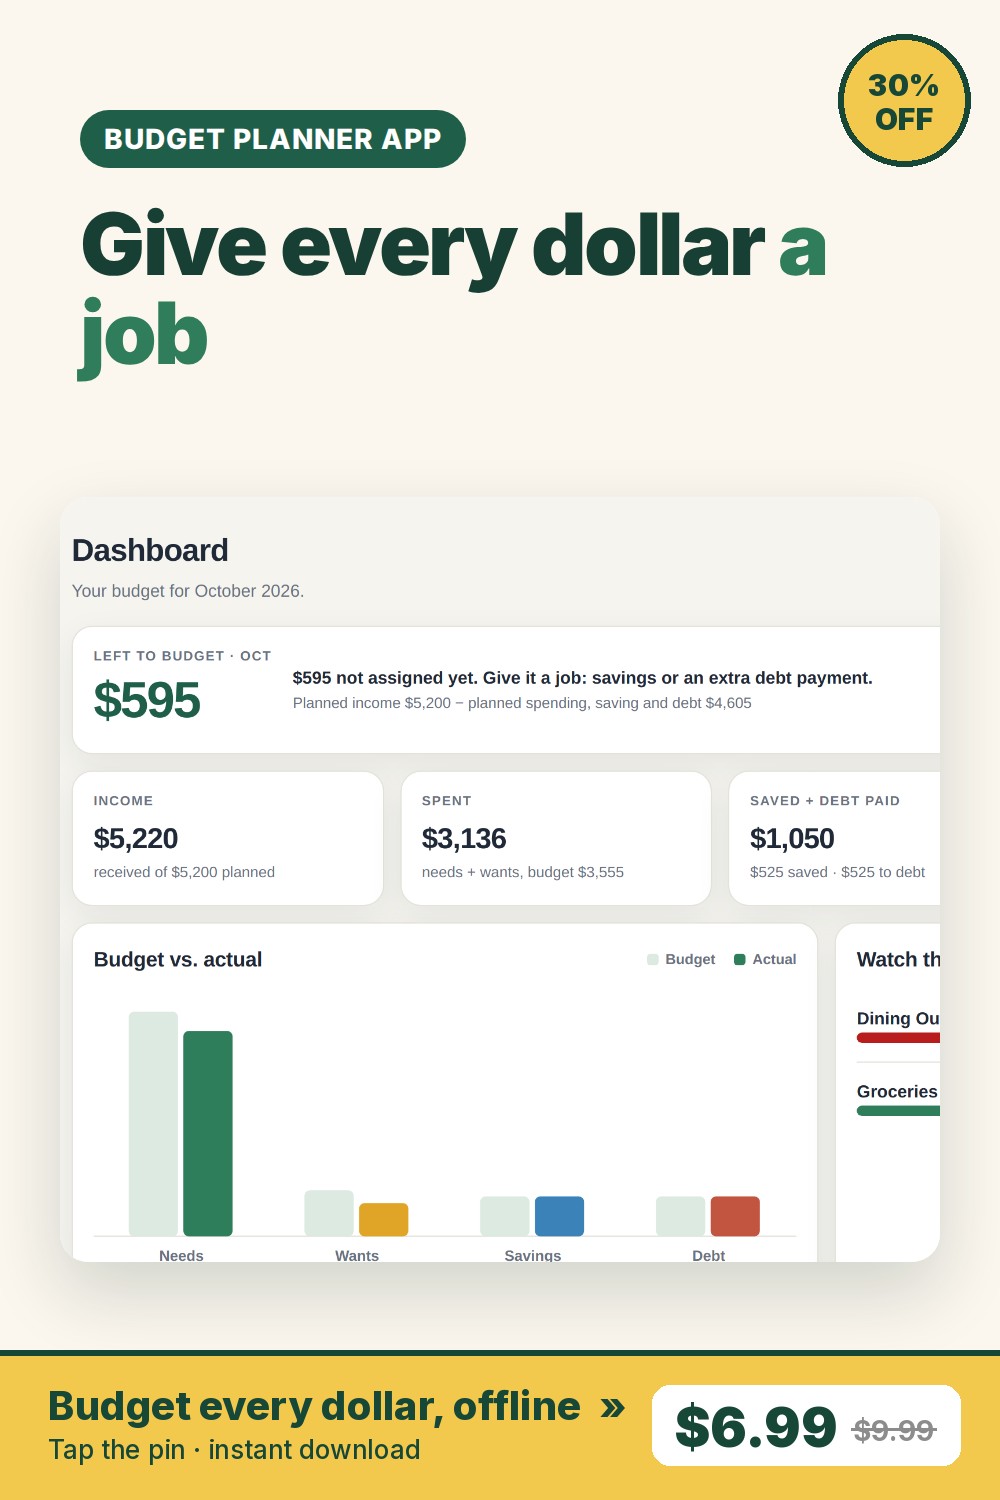 30%
OFF
BUDGET PLANNER APP
Give every dollar a
job
Dashboard
Your budget for October 2026.
LEFT TO BUDGET · OCT
$595
$595 not assigned yet. Give it a job: savings or an extra debt payment.
Planned income $5,200 − planned spending, saving and debt $4,605
INCOME
$5,220
received of $5,200 planned
SPENT
$3,136
needs + wants, budget $3,555
SAVED + DEBT PAID
$1,050
$525 saved · $525 to debt
Budget vs. actual
Budget
Actual
Needs
Wants
Savings
Debt
Watch th
Dining Ou
Groceries
Budget every dollar, offline »
Tap the pin · instant download
$6.99 $9.99